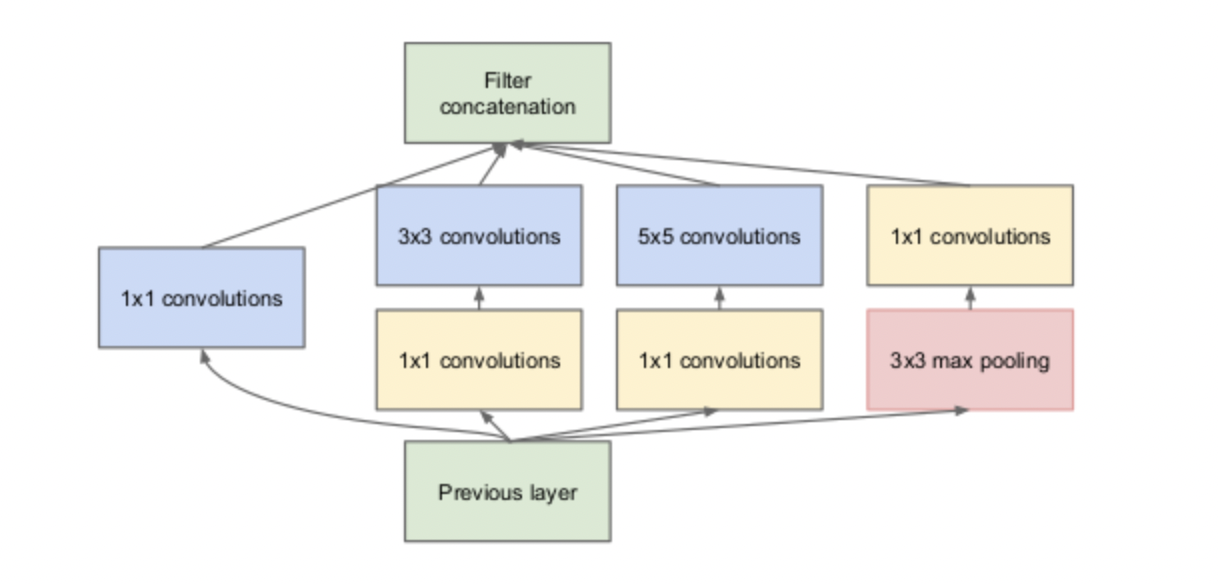 Filter
concatenation
3x3 convolutions
5x5 convolutions
1x1 convolutions
1x1 convolutions
1x1 convolutions
1x1 convolutions
3x3 max pooling
Previous layer